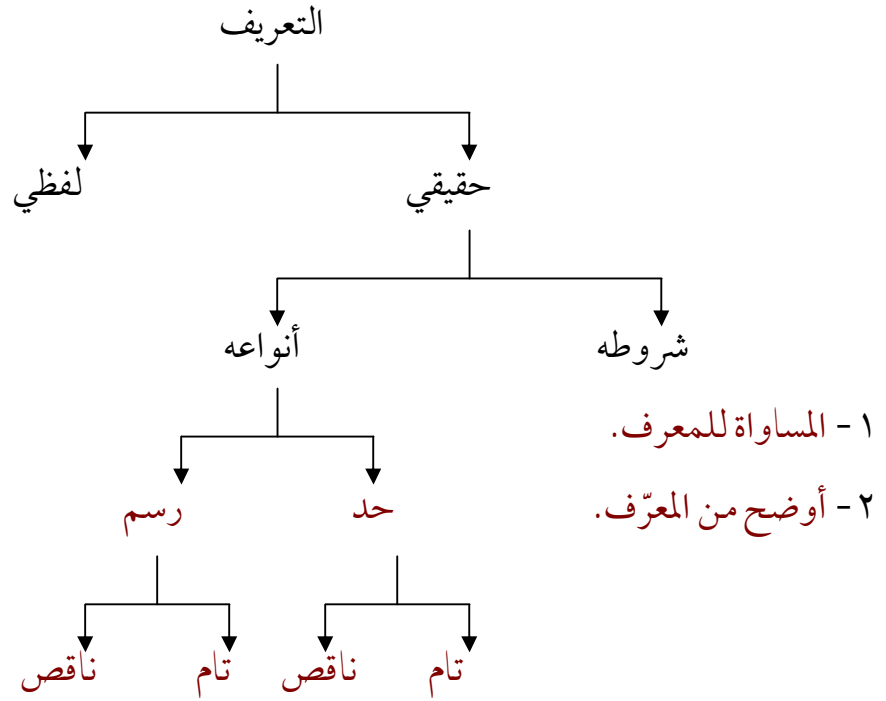 التعريف
حقيقي لفظي
شروطه أنواعه
١ - المساواة للمعرف.
٢ - أوضح من المعرّف.
حد رسم
تام ناقص تام ناقص